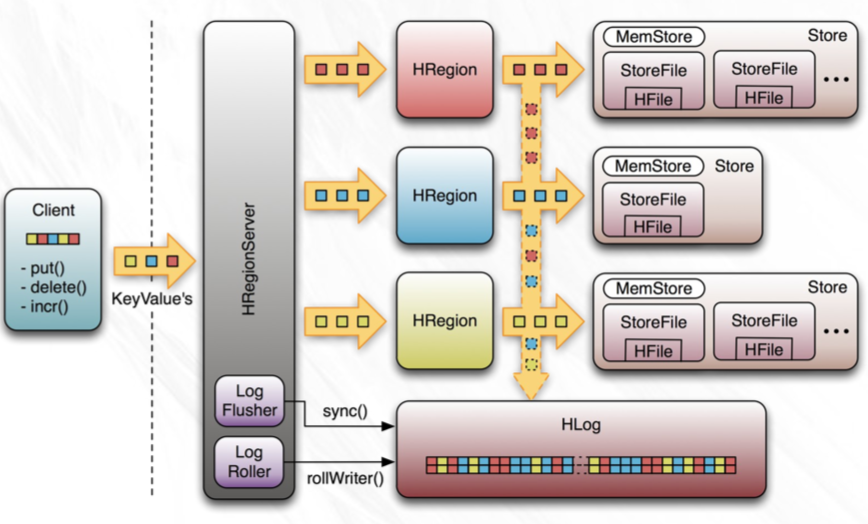 Client
- put()
- delete()
- incr()
KeyValue's
HRegionServer
Log
Flusher
Log
Roller
sync()
rollWriter()
HRegion
MemStore
Store
StoreFile
HFile
StoreFile
HFile
...
HRegion
MemStore
Store
StoreFile
HFile
HRegion
MemStore
Store
StoreFile
HFile
StoreFile
HFile
...
HLog